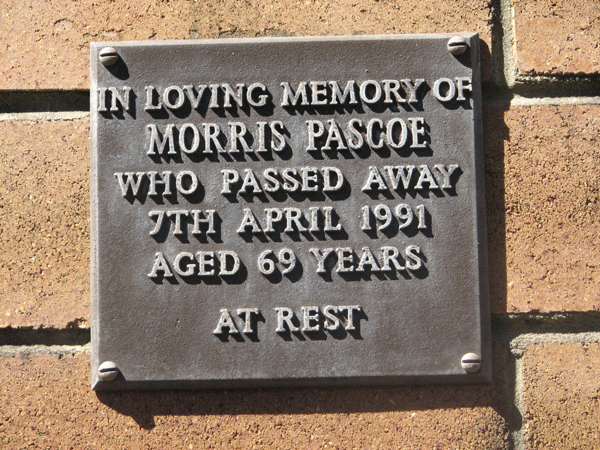 IN LOVING MEMORY OF
MORRIS PASCOE
WHO PASSED AWAY
7TH APRIL 1991
AGED 69 YEARS
AT REST